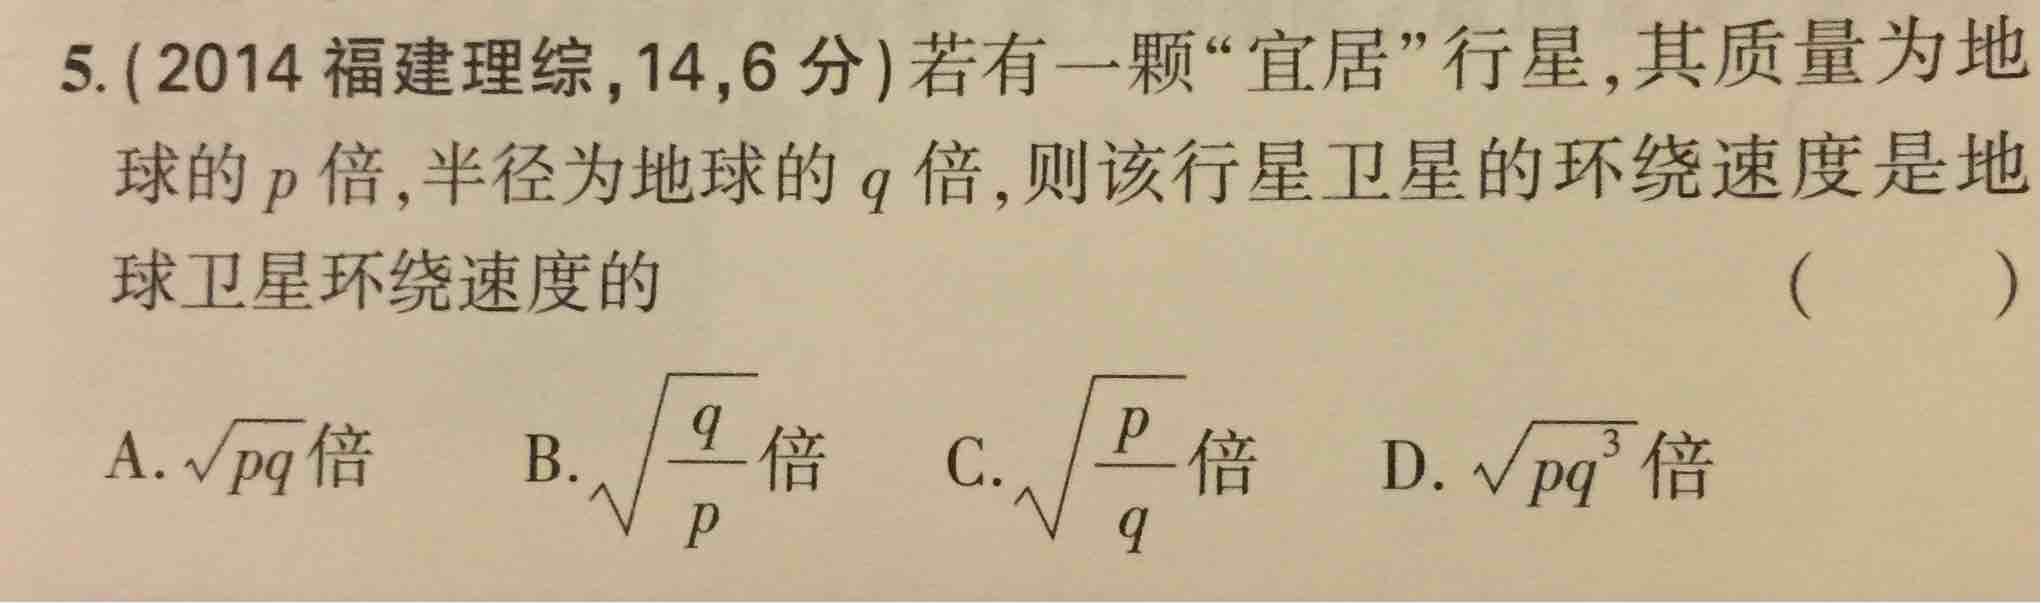 5.(2014 福建理综,14,6 分)若有一颗“宜居”行星,其质量为地
球的 p 倍,半径为地球的 q 倍,则该行星卫星的环绕速度是地
球卫星环绕速度的 ( )
A. $\sqrt{pq}$倍 B. $\sqrt{\frac{q}{p}}$倍 C. $\sqrt{\frac{p}{q}}$倍 D. $\sqrt{pq^3}$倍